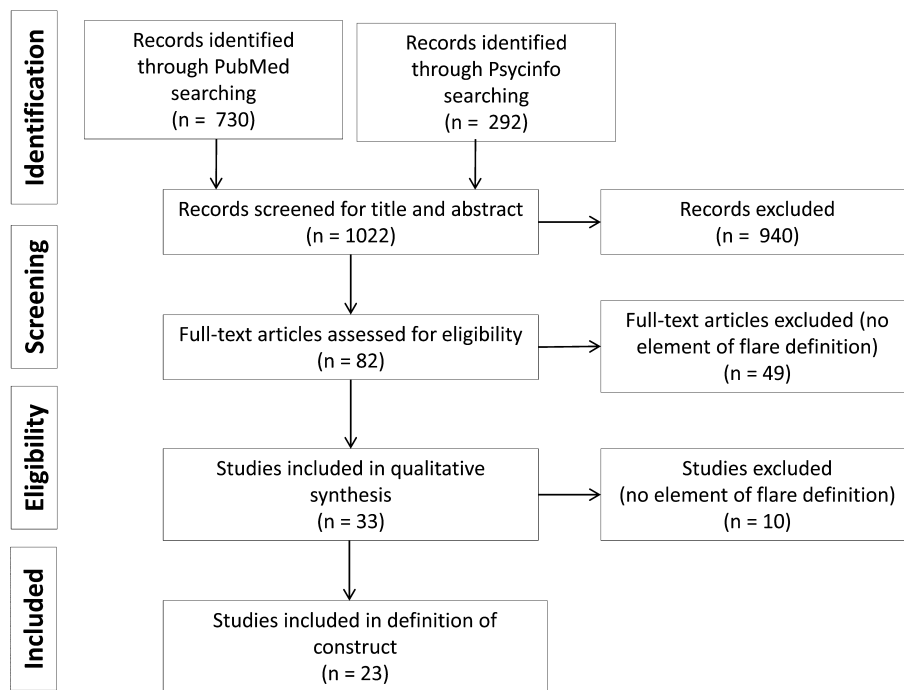 Identification
Records identified
through PubMed
searching
(n = 730)
Records identified
through Psycinfo
searching
(n = 292)
Records screened for title and abstract
(n = 1022)
Records excluded
(n = 940)
Screening
Full-text articles assessed for eligibility
(n = 82)
Full-text articles excluded (no
element of flare definition)
(n = 49)
Eligibility
Studies included in qualitative
synthesis
(n = 33)
Studies excluded
(no element of flare definition)
(n = 10)
Included
Studies included in definition of
construct
(n = 23)